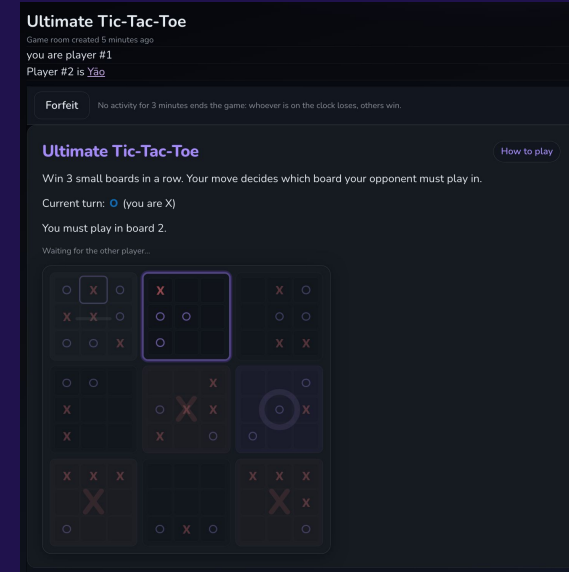 Ultimate Tic-Tac-Toe
Game room created 5 minutes ago
you are player #1
Player #2 is Yāo
Forfeit
No activity for 3 minutes ends the game: whoever is on the clock loses, others win.
Ultimate Tic-Tac-Toe
How to play
Win 3 small boards in a row. Your move decides which board your opponent must play in.
Current turn: O (you are X)
You must play in board 2.
Waiting for the other player...
O X O X X O
X X O O O O O
O O X O X X
O O X O
X O X X X O X
X X O O
X X X X X X
X X X
O O X O O